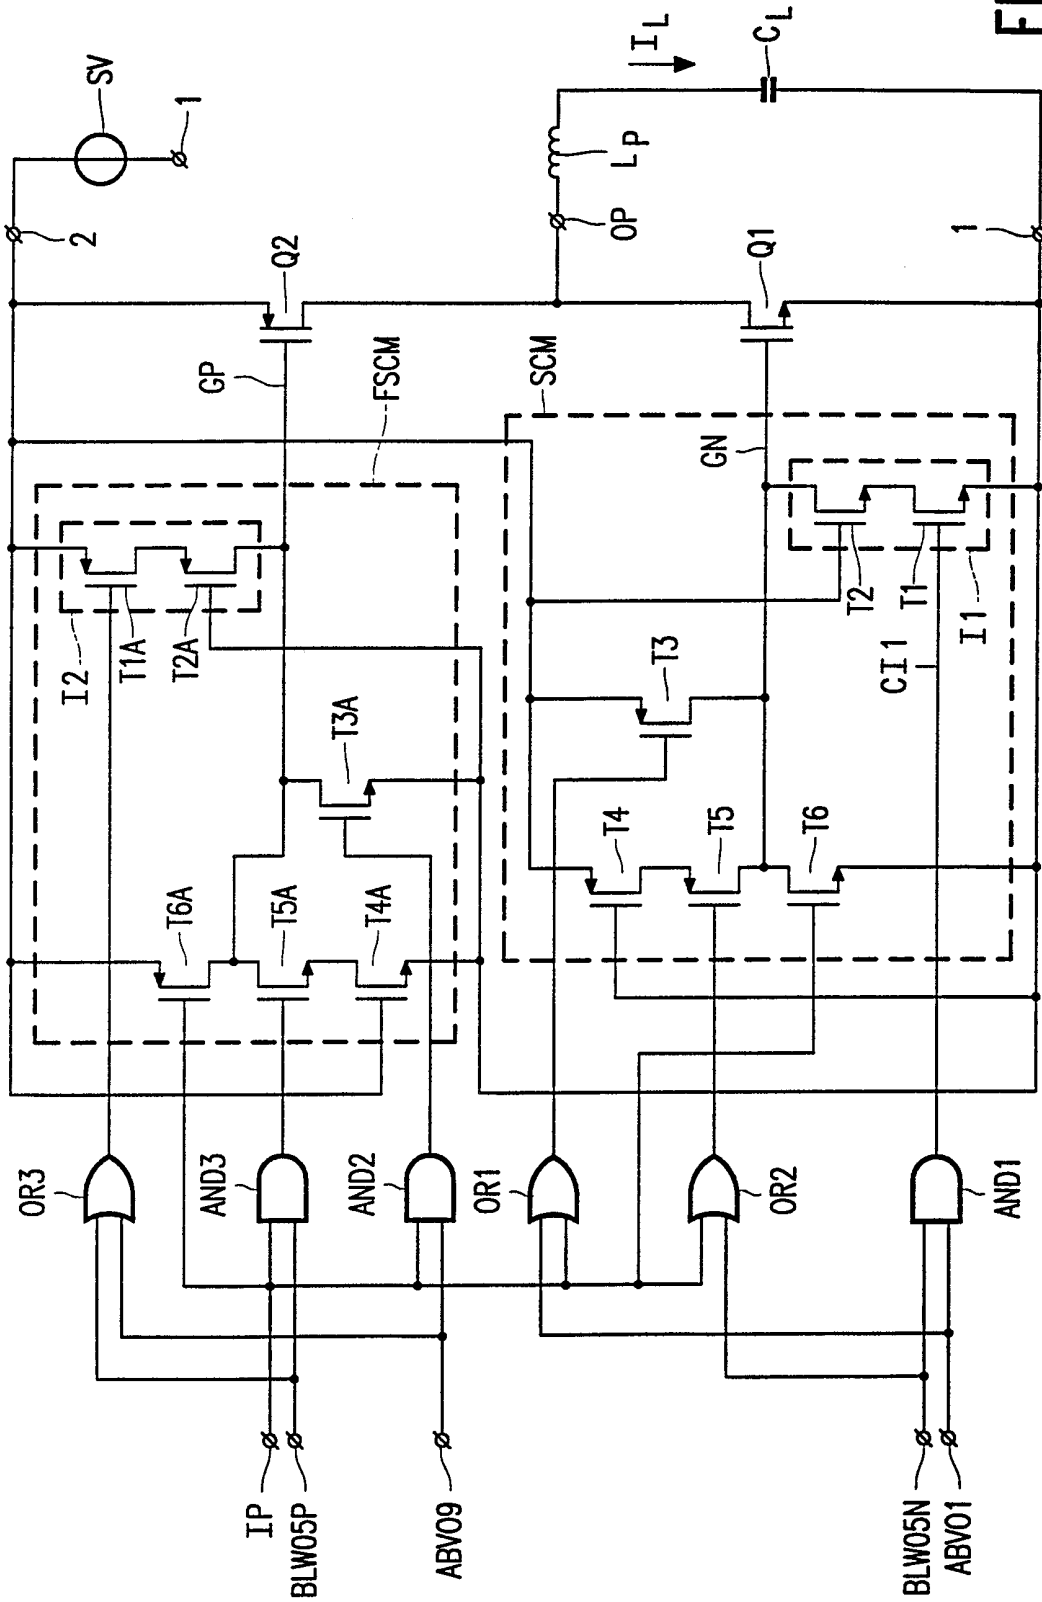 FI
SV
1
2
Q2
GP
FSCM
I2
T1A
T2A
T3A
T6A
T5A
T4A
OR3
AND3
AND2
IP
BLW05P
ABV09
IL
CL
LP
OP
1
Q1
SCM
GN
T2
T1
I1
CI1
T3
T4
T5
T6
OR1
OR2
AND1
BLW05N
ABV01